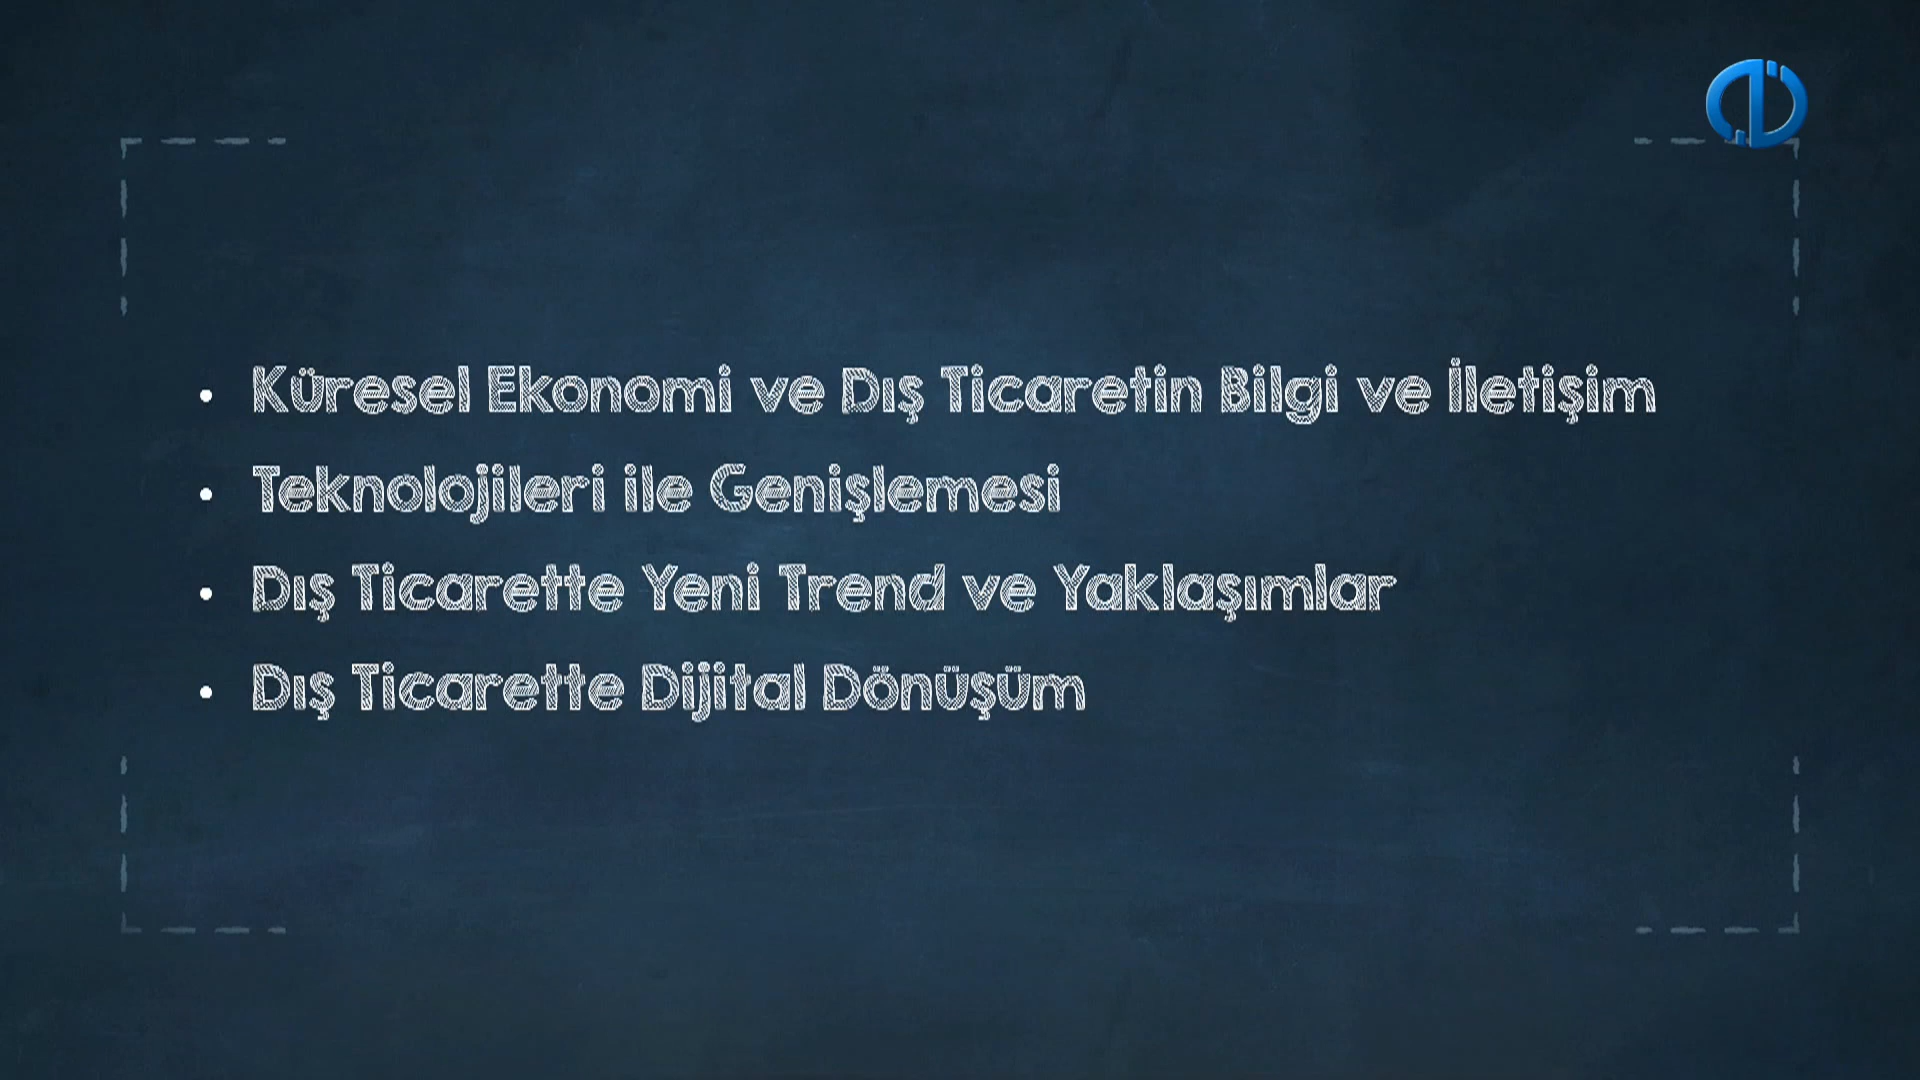 • Küresel Ekonomi ve Dış Ticaretin Bilgi ve İletişim
• Teknolojileri ile Genişlemesi
• Dış Ticarette Yeni Trend ve Yaklaşımlar
• Dış Ticarette Dijital Dönüşüm